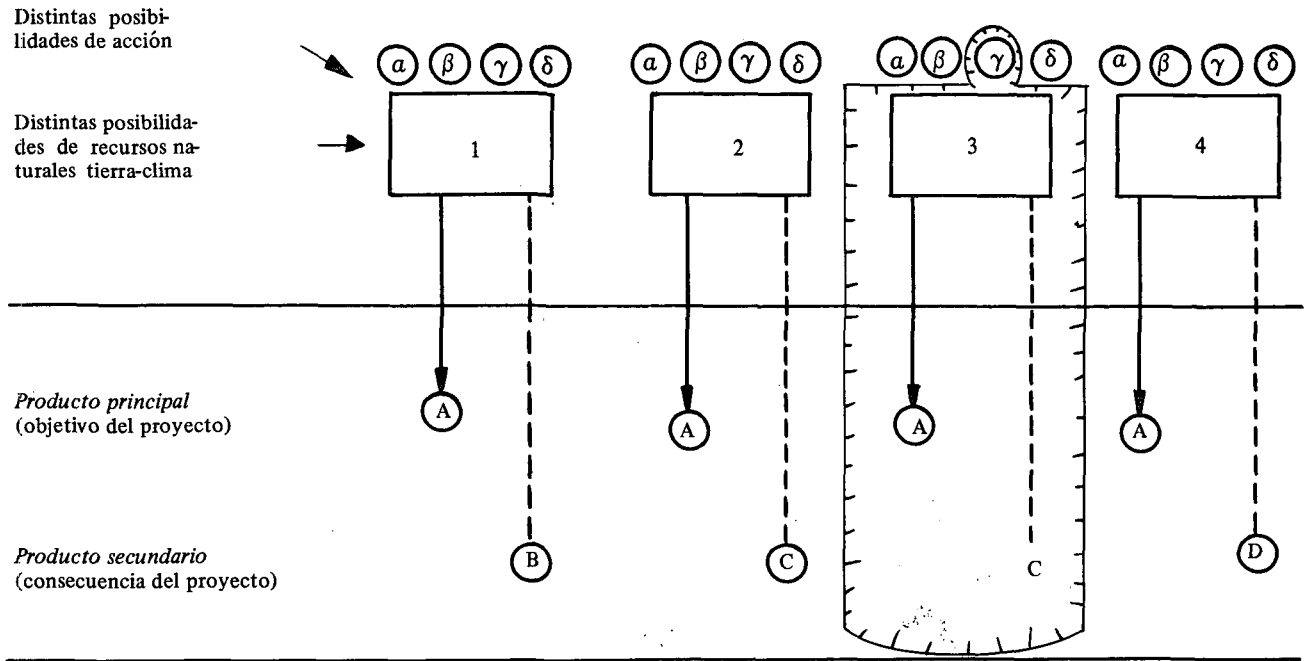 Distintas posibi-
lidades de acción
α β γ δ α β γ δ α β γ δ α β γ δ
Distintas posibilida-
des de recursos na-
turales tierra-clima
1 2 3 4
Producto principal
(objetivo del proyecto)
A A A A
Producto secundario
(consecuencia del proyecto)
B C C D